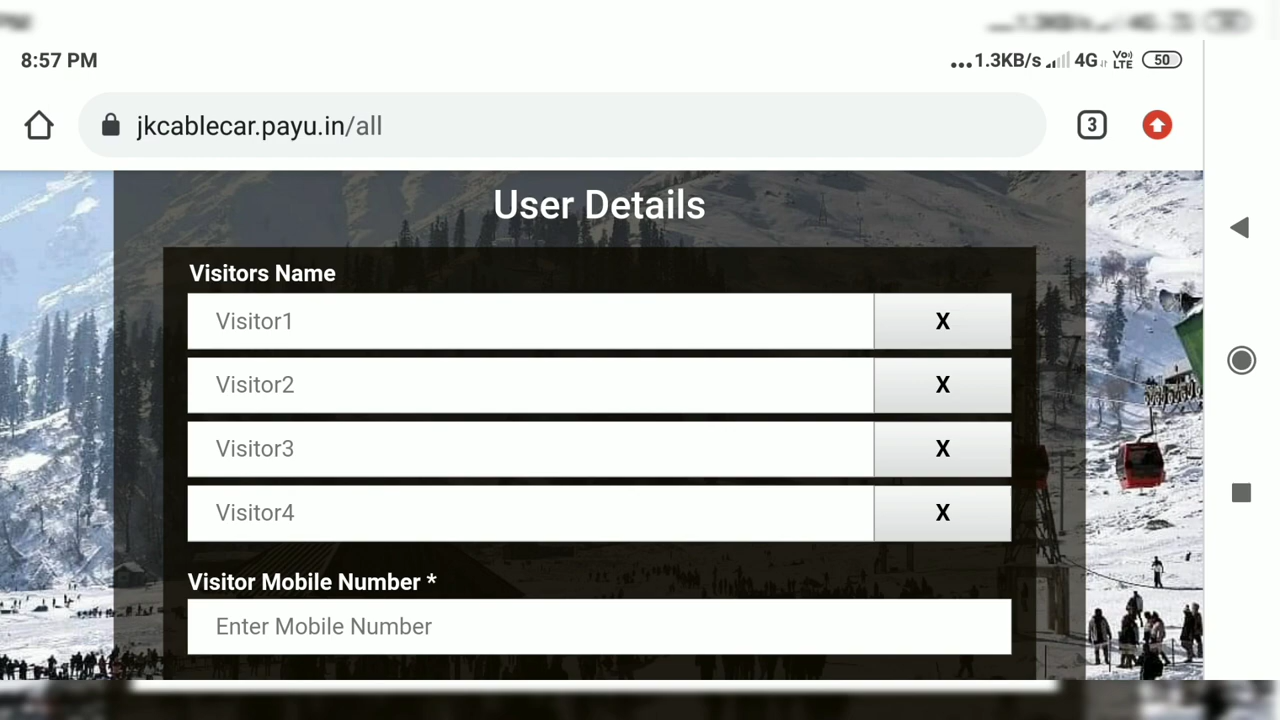 8:57 PM
...1.3KB/s 4G Vo)) LTE 50
jkcablecar.payu.in/all
3
User Details
Visitors Name
Visitor1 X
Visitor2 X
Visitor3 X
Visitor4 X
Visitor Mobile Number *
Enter Mobile Number